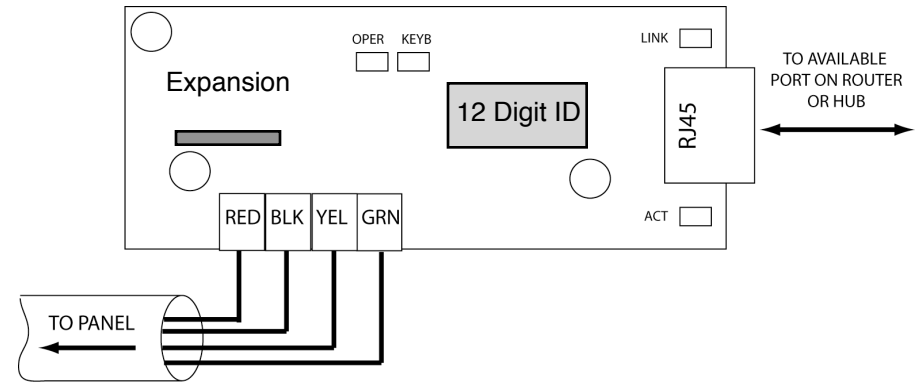 OPER KEYB
LINK
TO AVAILABLE
PORT ON ROUTER
OR HUB
Expansion
12 Digit ID
RJ45
RED BLK YEL GRN
ACT
TO PANEL